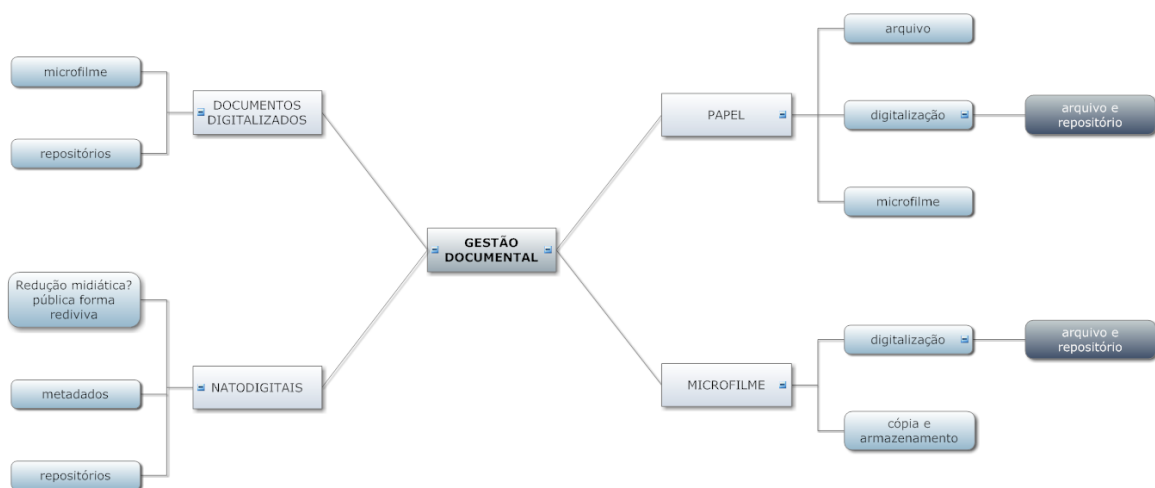 microfilme
DOCUMENTOS
DIGITALIZADOS
repositórios
Redução midiática?
pública forma
rediviva
metadados
NATODIGITAIS
repositórios
GESTÃO
DOCUMENTAL
arquivo
PAPEL
digitalização
arquivo e
repositório
microfilme
MICROFILME
digitalização
arquivo e
repositório
cópia e
armazenamento